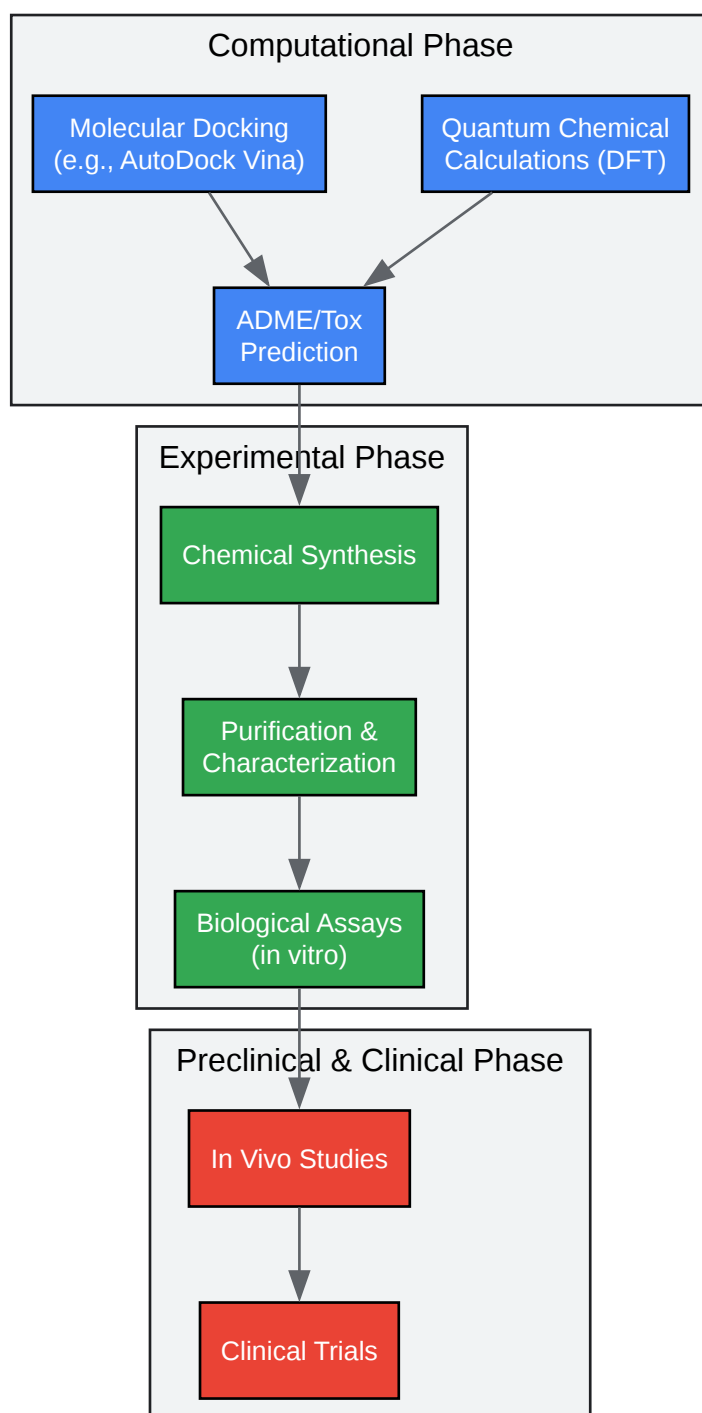 Computational Phase
Molecular Docking
(e.g., AutoDock Vina)
Quantum Chemical
Calculations (DFT)
ADME/Tox
Prediction
Experimental Phase
Chemical Synthesis
Purification &
Characterization
Biological Assays
(in vitro)
Preclinical & Clinical Phase
In Vivo Studies
Clinical Trials